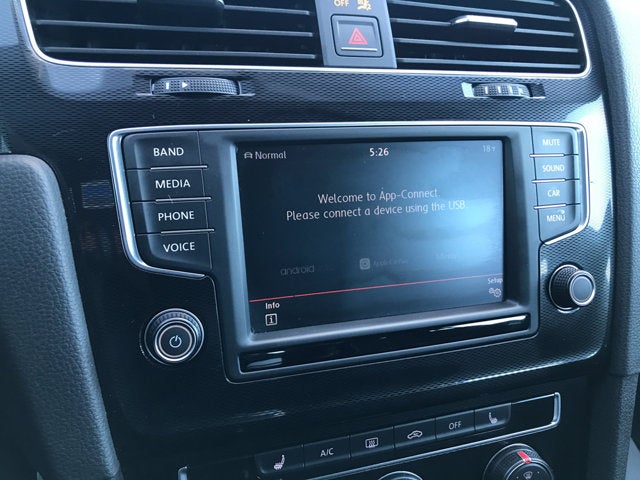 OFF
BAND
MEDIA
PHONE
VOICE
Normal
5:26
Welcome to App-Connect.
Please connect a device using the USB.
android
Apple CarPlay
Info
Setup
MUTE
SOUND
CAR
MENU
A/C
OFF